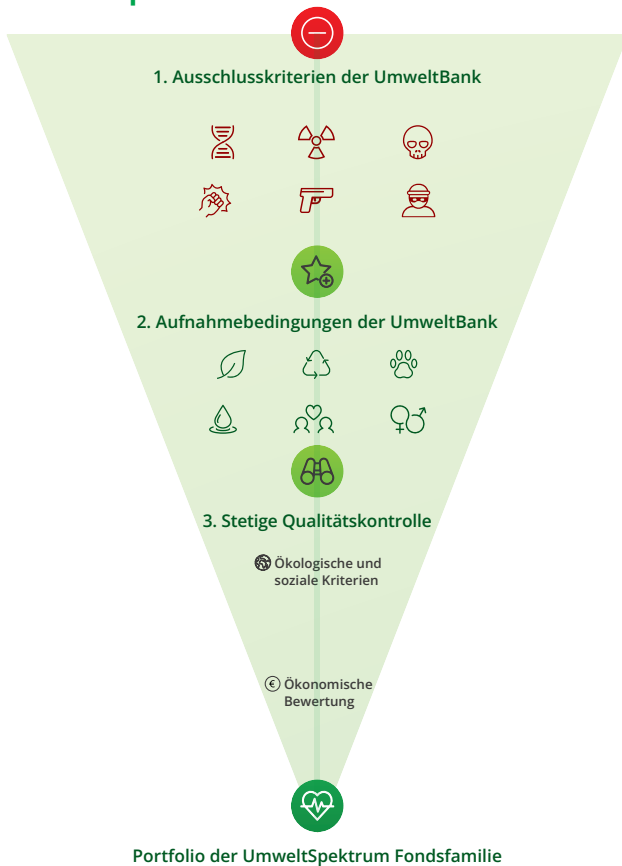 1. Ausschlusskriterien der UmweltBank
2. Aufnahmebedingungen der UmweltBank
3. Stetige Qualitätskontrolle
Ökologische und
soziale Kriterien
€ Ökonomische
Bewertung
Portfolio der UmweltSpektrum Fondsfamilie